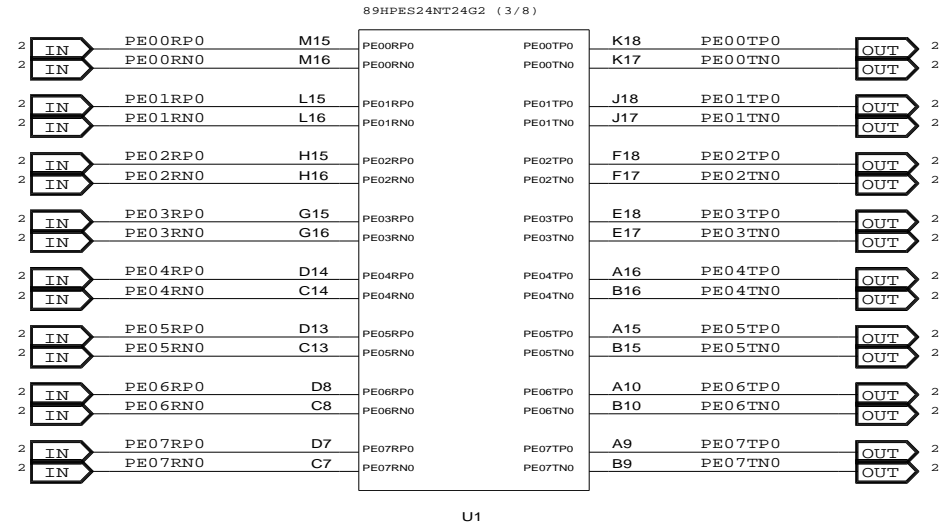 89HPES24NT24G2 (3/8)
2 IN PE00RP0 M15 PE00RP0 PE00TP0 K18 PE00TP0 OUT 2
2 IN PE00RN0 M16 PE00RN0 PE00TN0 K17 PE00TN0 OUT 2
2 IN PE01RP0 L15 PE01RP0 PE01TP0 J18 PE01TP0 OUT 2
2 IN PE01RN0 L16 PE01RN0 PE01TN0 J17 PE01TN0 OUT 2
2 IN PE02RP0 H15 PE02RP0 PE02TP0 F18 PE02TP0 OUT 2
2 IN PE02RN0 H16 PE02RN0 PE02TN0 F17 PE02TN0 OUT 2
2 IN PE03RP0 G15 PE03RP0 PE03TP0 E18 PE03TP0 OUT 2
2 IN PE03RN0 G16 PE03RN0 PE03TN0 E17 PE03TN0 OUT 2
2 IN PE04RP0 D14 PE04RP0 PE04TP0 A16 PE04TP0 OUT 2
2 IN PE04RN0 C14 PE04RN0 PE04TN0 B16 PE04TN0 OUT 2
2 IN PE05RP0 D13 PE05RP0 PE05TP0 A15 PE05TP0 OUT 2
2 IN PE05RN0 C13 PE05RN0 PE05TN0 B15 PE05TN0 OUT 2
2 IN PE06RP0 D8 PE06RP0 PE06TP0 A10 PE06TP0 OUT 2
2 IN PE06RN0 C8 PE06RN0 PE06TN0 B10 PE06TN0 OUT 2
2 IN PE07RP0 D7 PE07RP0 PE07TP0 A9 PE07TP0 OUT 2
2 IN PE07RN0 C7 PE07RN0 PE07TN0 B9 PE07TN0 OUT 2
U1